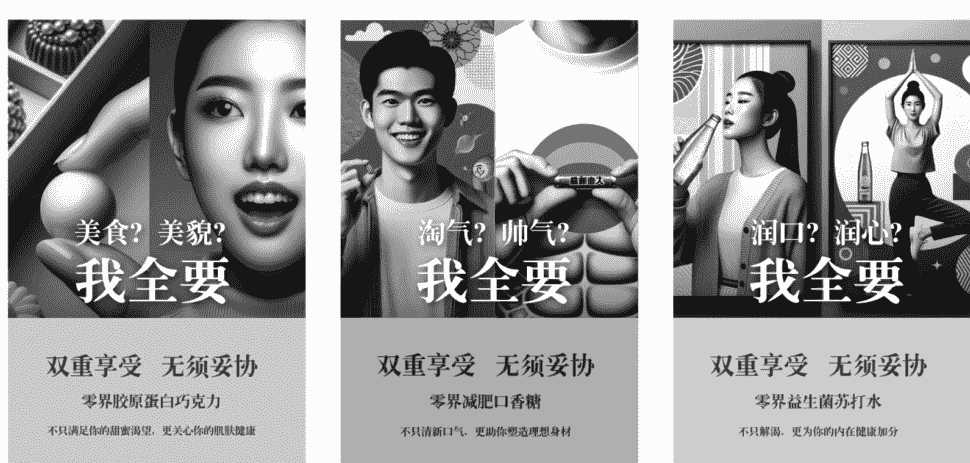 美食？美貌？
我全要
双重享受 无须妥协
零界胶原蛋白巧克力
不只满足你的甜蜜渴望，更关心你的肌肤健康
淘气？帅气？
我全要
双重享受 无须妥协
零界减肥口香糖
不只清新口气，更助你塑造理想身材
润口？润心？
我全要
双重享受 无须妥协
零界益生菌苏打水
不只解渴，更为你的内在健康加分